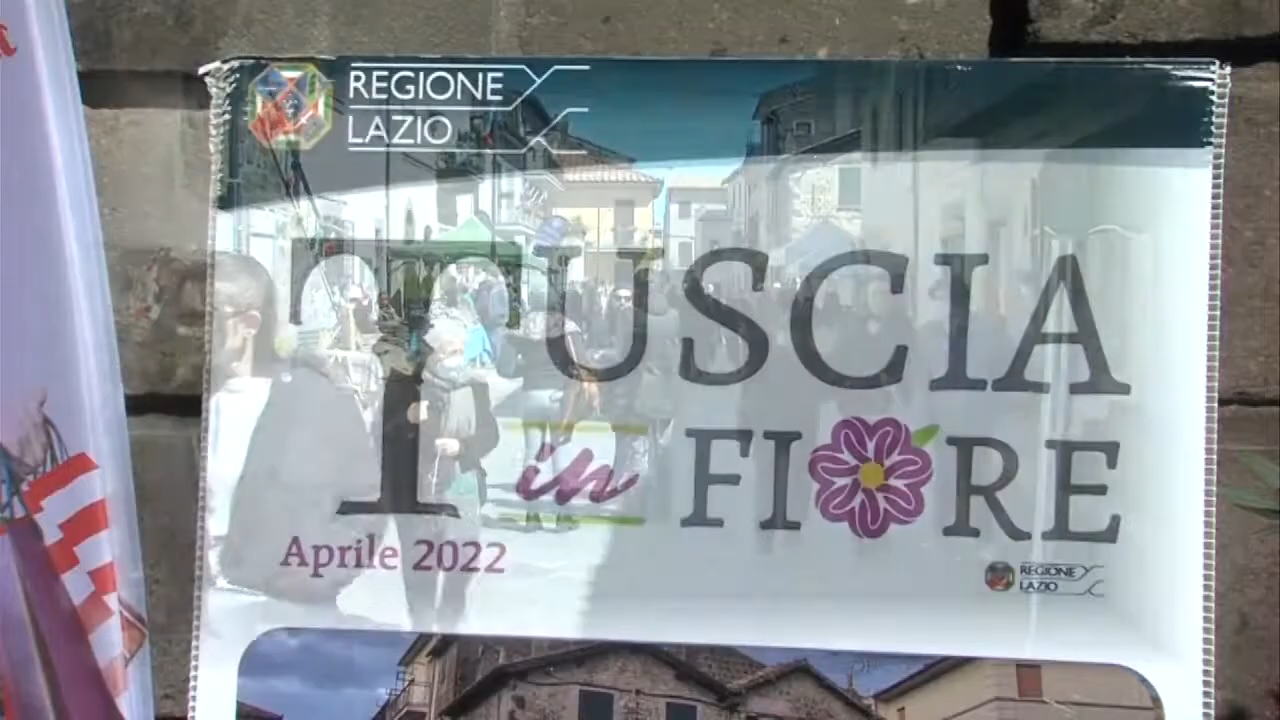 REGIONE
LAZIO
TUSCIA
in FIORE
Aprile 2022
REGIONE
LAZIO